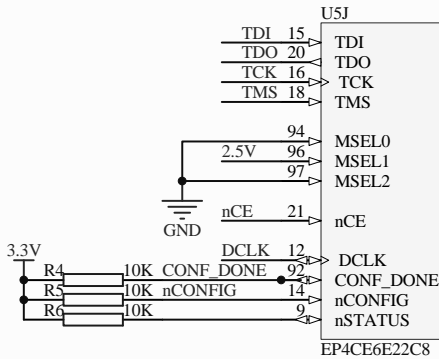 U5J
TDI 15 TDI
TDO 20 TDO
TCK 16 TCK
TMS 18 TMS
94 MSEL0
2.5V 96 MSEL1
97 MSEL2
nCE 21 nCE
GND
DCLK 12 DCLK
3.3V
R4 10K CONF_DONE 92 CONF_DONE
R5 10K nCONFIG 14 nCONFIG
R6 10K 9 nSTATUS
EP4CE6E22C8